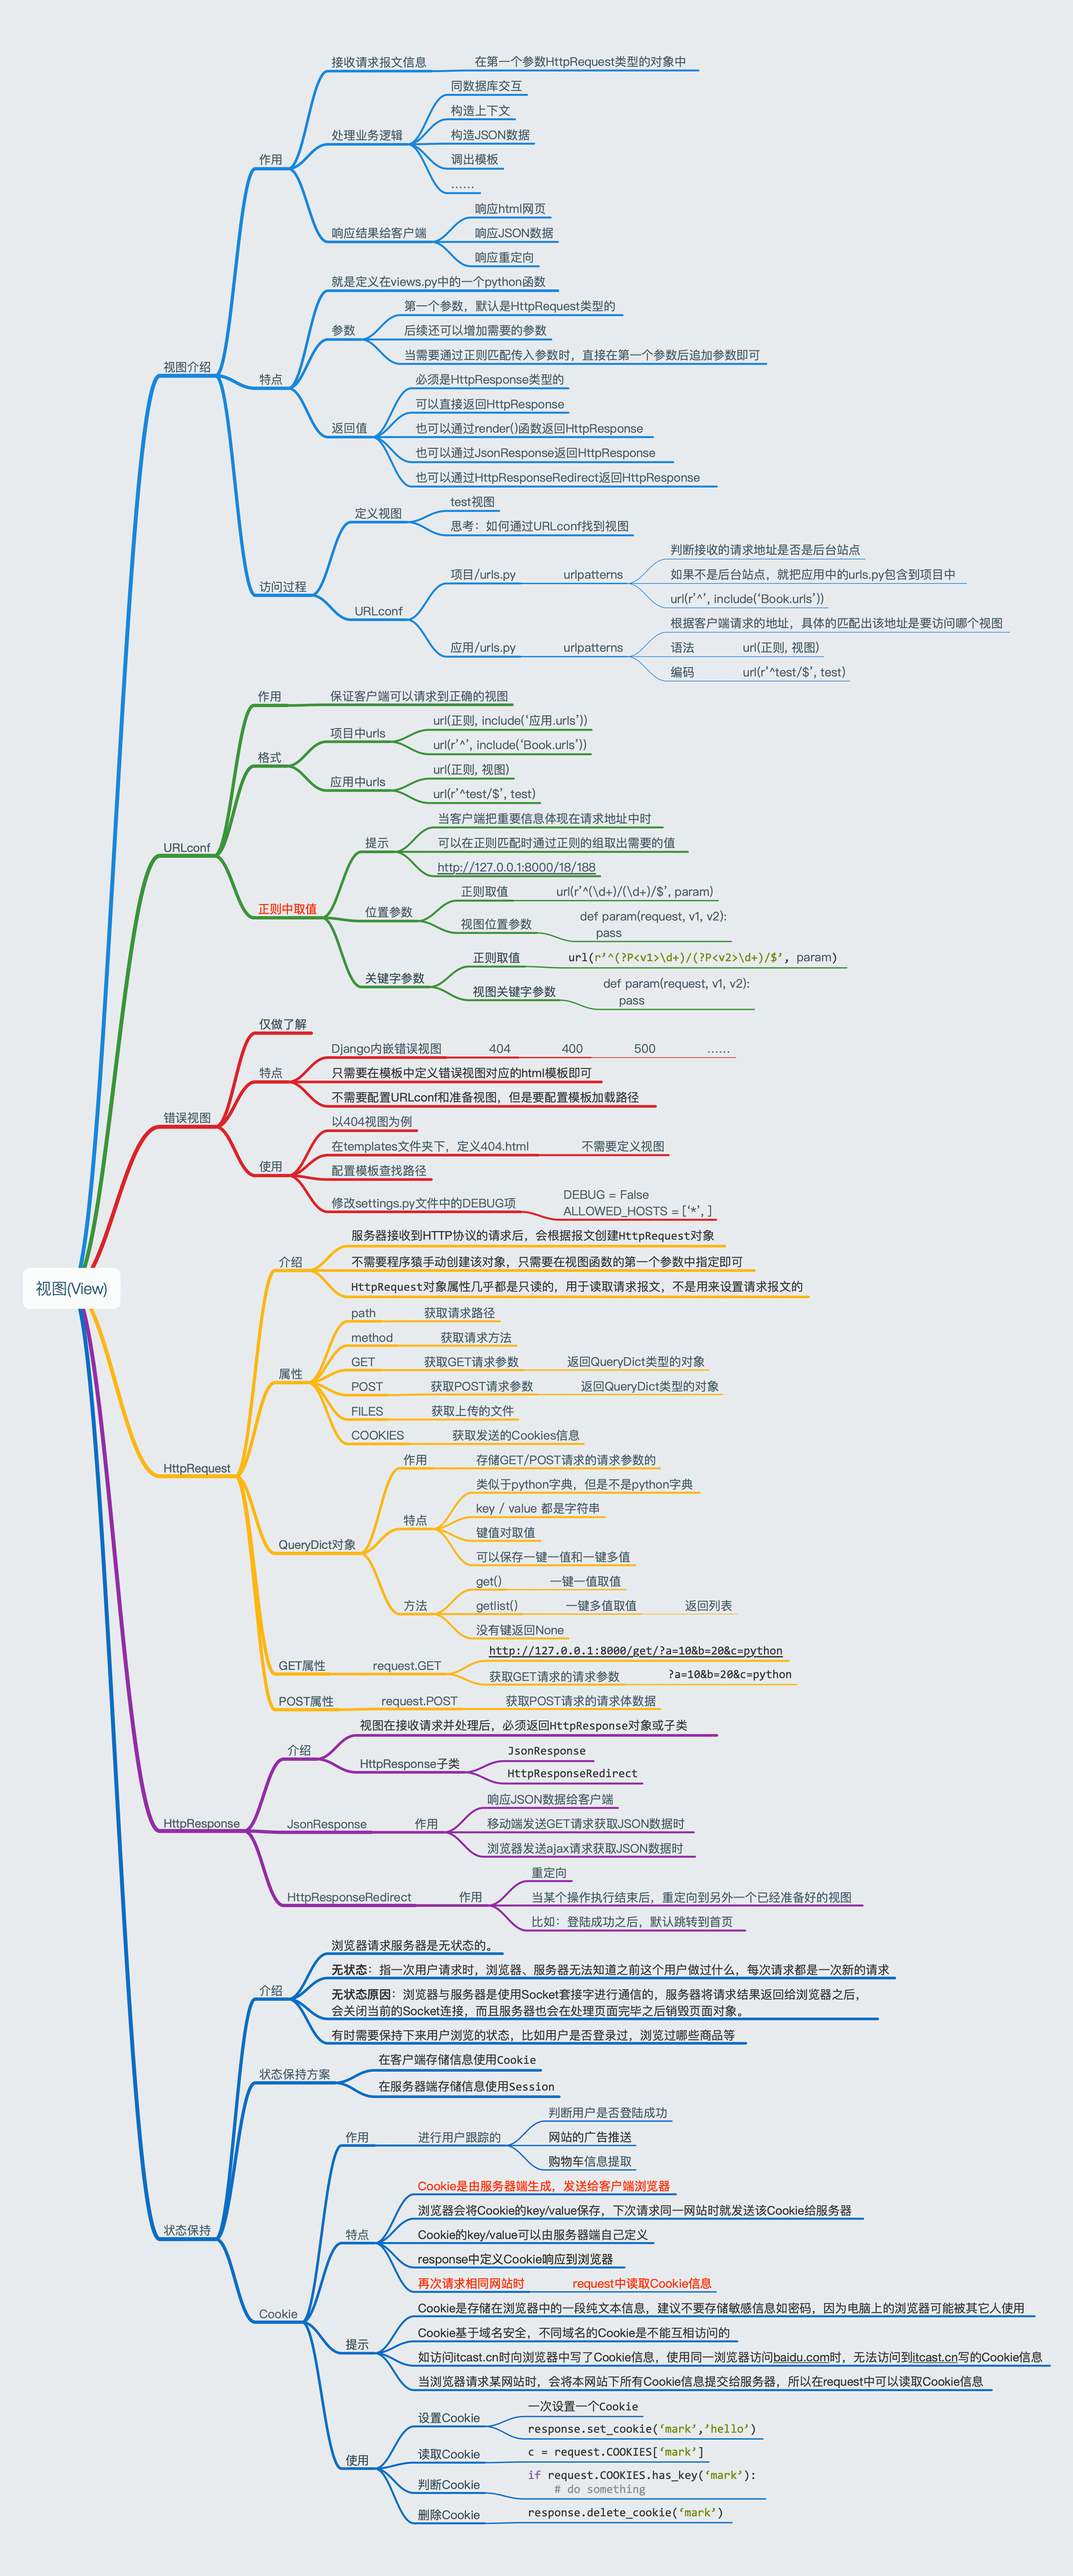 视图(View)
视图介绍
作用
接收请求报文信息
在第一个参数HttpRequest类型的对象中
处理业务逻辑
同数据库交互
构造上下文
构造JSON数据
调出模板
……
响应结果给客户端
响应html网页
响应JSON数据
响应重定向
特点
就是定义在views.py中的一个python函数
参数
第一个参数，默认是HttpRequest类型的
后续还可以增加需要的参数
当需要通过正则匹配传入参数时，直接在第一个参数后追加参数即可
返回值
必须是HttpResponse类型的
可以直接返回HttpResponse
也可以通过render()函数返回HttpResponse
也可以通过JsonResponse返回HttpResponse
也可以通过HttpResponseRedirect返回HttpResponse
访问过程
定义视图
test视图
思考：如何通过URLconf找到视图
URLconf
项目/urls.py
urlpatterns
判断接收的请求地址是否是后台站点
如果不是后台站点，就把应用中的urls.py包含到项目中
url(r’^’, include(‘Book.urls’))
应用/urls.py
urlpatterns
根据客户端请求的地址，具体的匹配出该地址是要访问哪个视图
语法
url(正则, 视图)
编码
url(r’^test/$’, test)
URLconf
作用
保证客户端可以请求到正确的视图
格式
项目中urls
url(正则, include(‘应用.urls’))
url(r’^’, include(‘Book.urls’))
应用中urls
url(正则, 视图)
url(r’^test/$’, test)
正则中取值
提示
当客户端把重要信息体现在请求地址中时
可以在正则匹配时通过正则的组取出需要的值
http://127.0.0.1:8000/18/188
位置参数
正则取值
url(r’^(\d+)/(\d+)/$’, param)
视图位置参数
def param(request, v1, v2):
pass
关键字参数
正则取值
url(r’^(?P<v1>\d+)/(?P<v2>\d+)/$’, param)
视图关键字参数
def param(request, v1, v2):
pass
错误视图
仅做了解
特点
Django内嵌错误视图
404
400
500
……
只需要在模板中定义错误视图对应的html模板即可
不需要配置URLconf和准备视图，但是要配置模板加载路径
使用
以404视图为例
在templates文件夹下，定义404.html
不需要定义视图
配置模板查找路径
修改settings.py文件中的DEBUG项
DEBUG = False
ALLOWED_HOSTS = [‘*’, ]
HttpRequest
介绍
服务器接收到HTTP协议的请求后，会根据报文创建HttpRequest对象
不需要程序猿手动创建该对象，只需要在视图函数的第一个参数中指定即可
HttpRequest对象属性几乎都是只读的，用于读取请求报文，不是用来设置请求报文的
属性
path
获取请求路径
method
获取请求方法
GET
获取GET请求参数
返回QueryDict类型的对象
POST
获取POST请求参数
返回QueryDict类型的对象
FILES
获取上传的文件
COOKIES
获取发送的Cookies信息
QueryDict对象
作用
存储GET/POST请求的请求参数的
特点
类似于python字典，但是不是python字典
key / value 都是字符串
键值对取值
可以保存一键一值和一键多值
方法
get()
一键一值取值
getlist()
一键多值取值
返回列表
没有键返回None
GET属性
request.GET
http://127.0.0.1:8000/get/?a=10&b=20&c=python
获取GET请求的请求参数
?a=10&b=20&c=python
POST属性
request.POST
获取POST请求的请求体数据
HttpResponse
介绍
视图在接收请求并处理后，必须返回HttpResponse对象或子类
HttpResponse子类
JsonResponse
HttpResponseRedirect
JsonResponse
作用
响应JSON数据给客户端
移动端发送GET请求获取JSON数据时
浏览器发送ajax请求获取JSON数据时
HttpResponseRedirect
作用
重定向
当某个操作执行结束后，重定向到另外一个已经准备好的视图
比如：登陆成功之后，默认跳转到首页
状态保持
介绍
浏览器请求服务器是无状态的。
无状态：指一次用户请求时，浏览器、服务器无法知道之前这个用户做过什么，每次请求都是一次新的请求
无状态原因：浏览器与服务器是使用Socket套接字进行通信的，服务器将请求结果返回给浏览器之后，
会关闭当前的Socket连接，而且服务器也会在处理页面完毕之后销毁页面对象。
有时需要保持下来用户浏览的状态，比如用户是否登录过，浏览过哪些商品等
状态保持方案
在客户端存储信息使用Cookie
在服务器端存储信息使用Session
Cookie
作用
进行用户跟踪的
判断用户是否登陆成功
网站的广告推送
购物车信息提取
特点
Cookie是由服务器端生成，发送给客户端浏览器
浏览器会将Cookie的key/value保存，下次请求同一网站时就发送该Cookie给服务器
Cookie的key/value可以由服务器端自己定义
response中定义Cookie响应到浏览器
再次请求相同网站时
request中读取Cookie信息
提示
Cookie是存储在浏览器中的一段纯文本信息，建议不要存储敏感信息如密码，因为电脑上的浏览器可能被其它人使用
Cookie基于域名安全，不同域名的Cookie是不能互相访问的
如访问itcast.cn时向浏览器中写了Cookie信息，使用同一浏览器访问baidu.com时，无法访问到itcast.cn写的Cookie信息
当浏览器请求某网站时，会将本网站下所有Cookie信息提交给服务器，所以在request中可以读取Cookie信息
使用
设置Cookie
一次设置一个Cookie
response.set_cookie(‘mark’,’hello’)
读取Cookie
c = request.COOKIES[‘mark’]
判断Cookie
if request.COOKIES.has_key(‘mark’):
# do something
删除Cookie
response.delete_cookie(‘mark’)